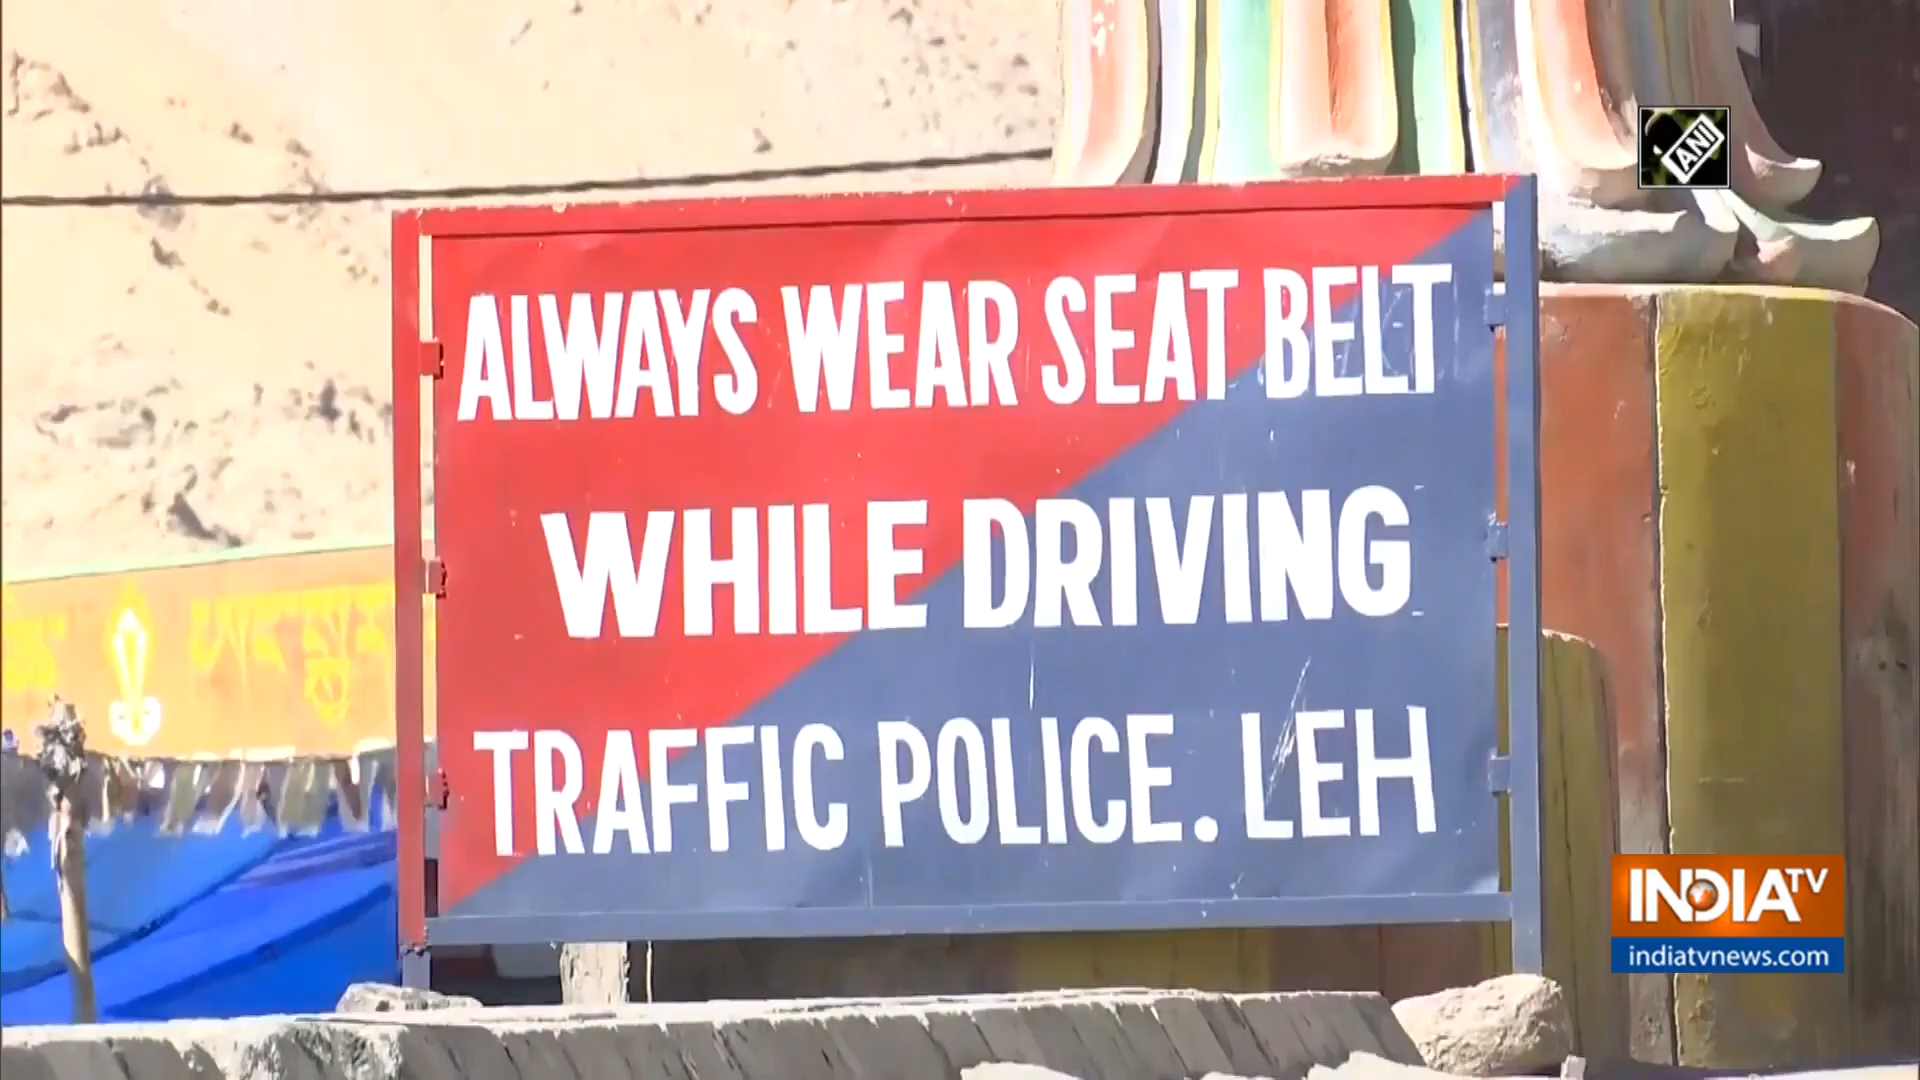 ANI
ALWAYS WEAR SEAT BELT
WHILE DRIVING
TRAFFIC POLICE. LEH
INDIA TV
indiatvnews.com